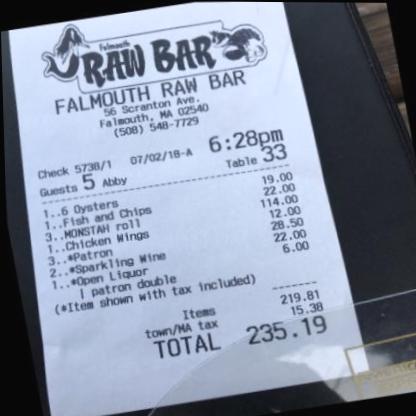 Falmouth
RAW BAR
FALMOUTH RAW BAR
56 Scranton Ave.
Falmouth, MA 02540
(508) 548-7729
Check 5738/1 07/02/18-A 6:28pm
Guests 5 Abby Table 33
1..6 Oysters 19.00
1..Fish and Chips 22.00
3..MONSTAH roll 114.00
1..Chicken Wings 12.00
3..*Patron 28.50
2..*Sparkling Wine 22.00
1..*Open Liquor 6.00
1 patron double
(*Item shown with tax included)
Items 219.81
town/MA tax 15.38
TOTAL 235.19